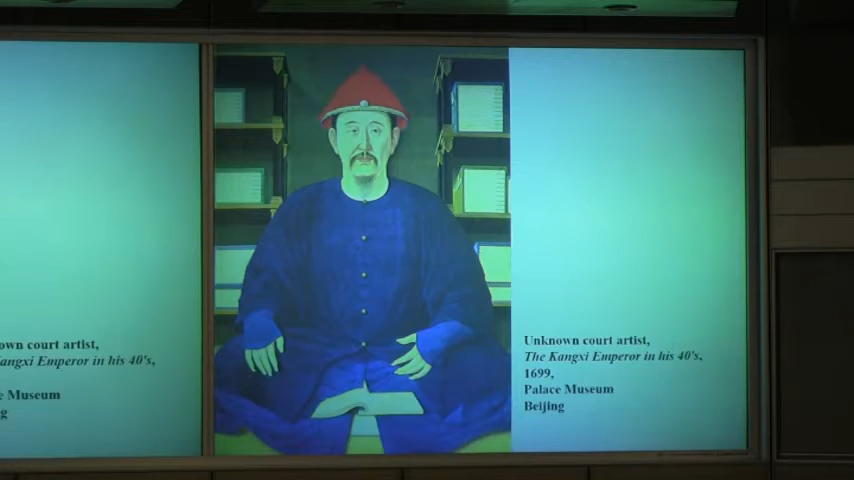 own court artist,
angxi Emperor in his 40's,
e Museum
g
Unknown court artist,
The Kangxi Emperor in his 40's,
1699,
Palace Museum
Beijing